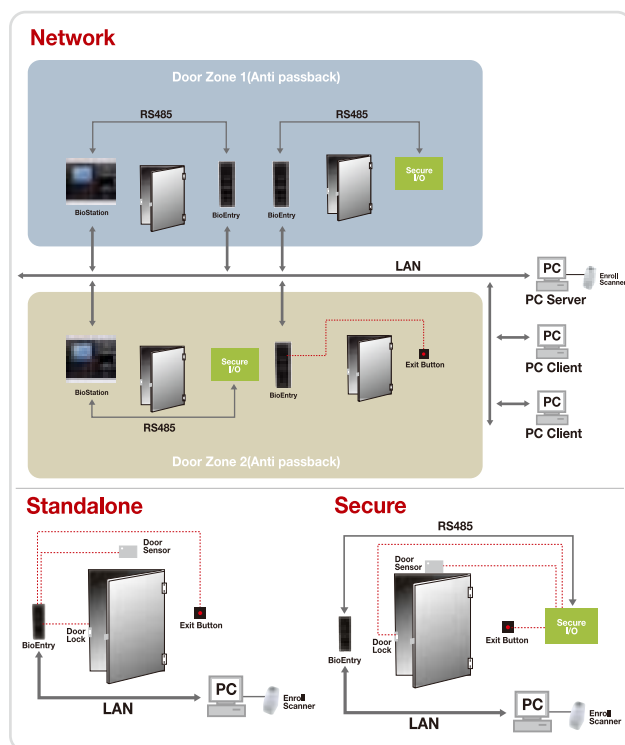 Network
Door Zone 1(Anti passback)
RS485
RS485
BioStation
BioEntry
BioEntry
Secure
I/O
LAN
PC
Enroll
Scanner
PC Server
BioStation
Secure
I/O
BioEntry
Exit Button
PC
PC Client
RS485
PC
PC Client
Door Zone 2(Anti passback)
Standalone
Door
Sensor
Door
Lock
Exit Button
BioEntry
LAN
PC
Enroll
Scanner
Secure
RS485
Door
Sensor
Exit Button
Secure
I/O
Door
Lock
BioEntry
LAN
PC
Enroll
Scanner